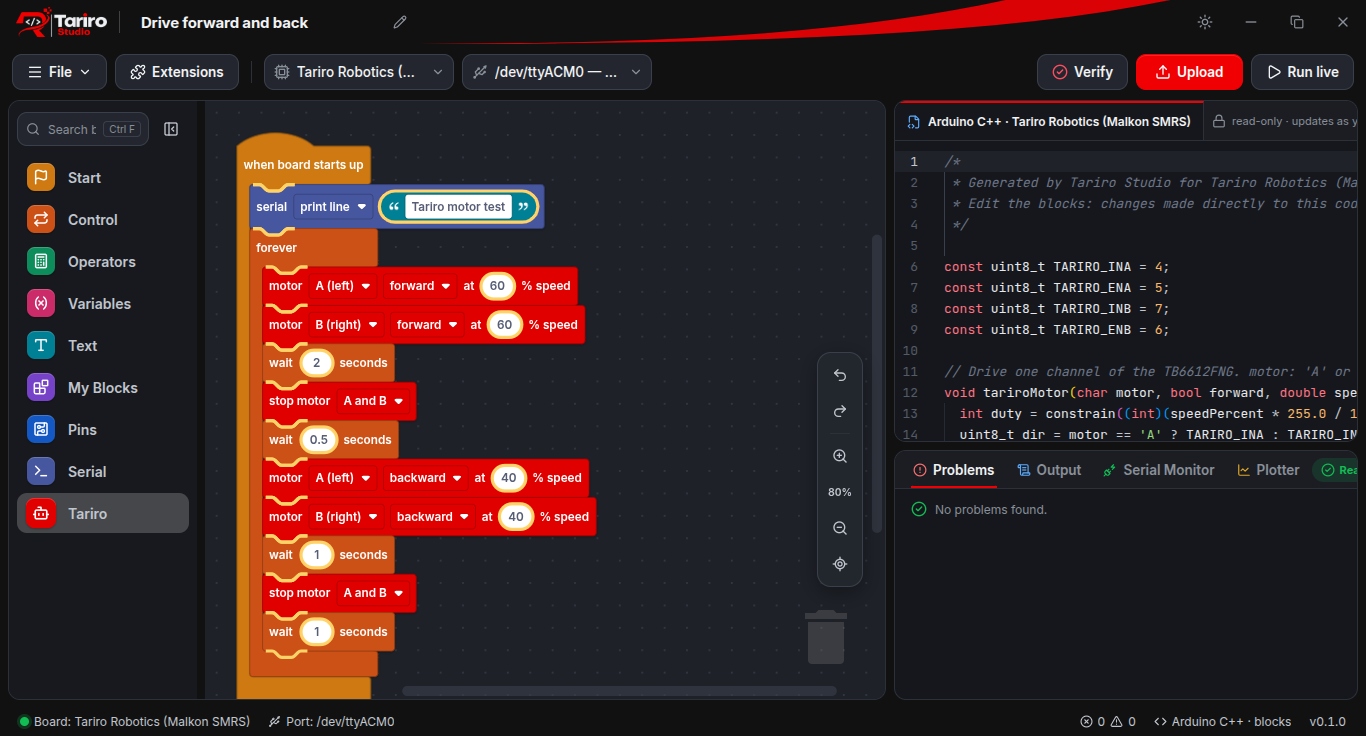 Tariro
Studio
Drive forward and back
File
Extensions
Tariro Robotics (...
/dev/ttyACM0 — ...
Verify
Upload
Run live
Search t
Ctrl F
Start
Control
Operators
Variables
Text
My Blocks
Pins
Serial
Tariro
when board starts up
serial print line “ Tariro motor test ”
forever
motor A (left) forward at 60 % speed
motor B (right) forward at 60 % speed
wait 2 seconds
stop motor A and B
wait 0.5 seconds
motor A (left) backward at 40 % speed
motor B (right) backward at 40 % speed
wait 1 seconds
stop motor A and B
wait 1 seconds
80%
Arduino C++ · Tariro Robotics (Malkon SMRS)
read-only · updates as y
1 /*
2 * Generated by Tariro Studio for Tariro Robotics (Ma
3 * Edit the blocks: changes made directly to this cod
4 */
5
6 const uint8_t TARIRO_INA = 4;
7 const uint8_t TARIRO_ENA = 5;
8 const uint8_t TARIRO_INB = 7;
9 const uint8_t TARIRO_ENB = 6;
10
11 // Drive one channel of the TB6612FNG. motor: 'A' or
12 void tariroMotor(char motor, bool forward, double spe
13 int duty = constrain((int)(speedPercent * 255.0 / 1
14 uint8_t dir = motor == 'A' ? TARIRO_INA : TARIRO_IN
Problems
Output
Serial Monitor
Plotter
Rea
No problems found.
Board: Tariro Robotics (Malkon SMRS)
Port: /dev/ttyACM0
0
0
Arduino C++ · blocks
v0.1.0